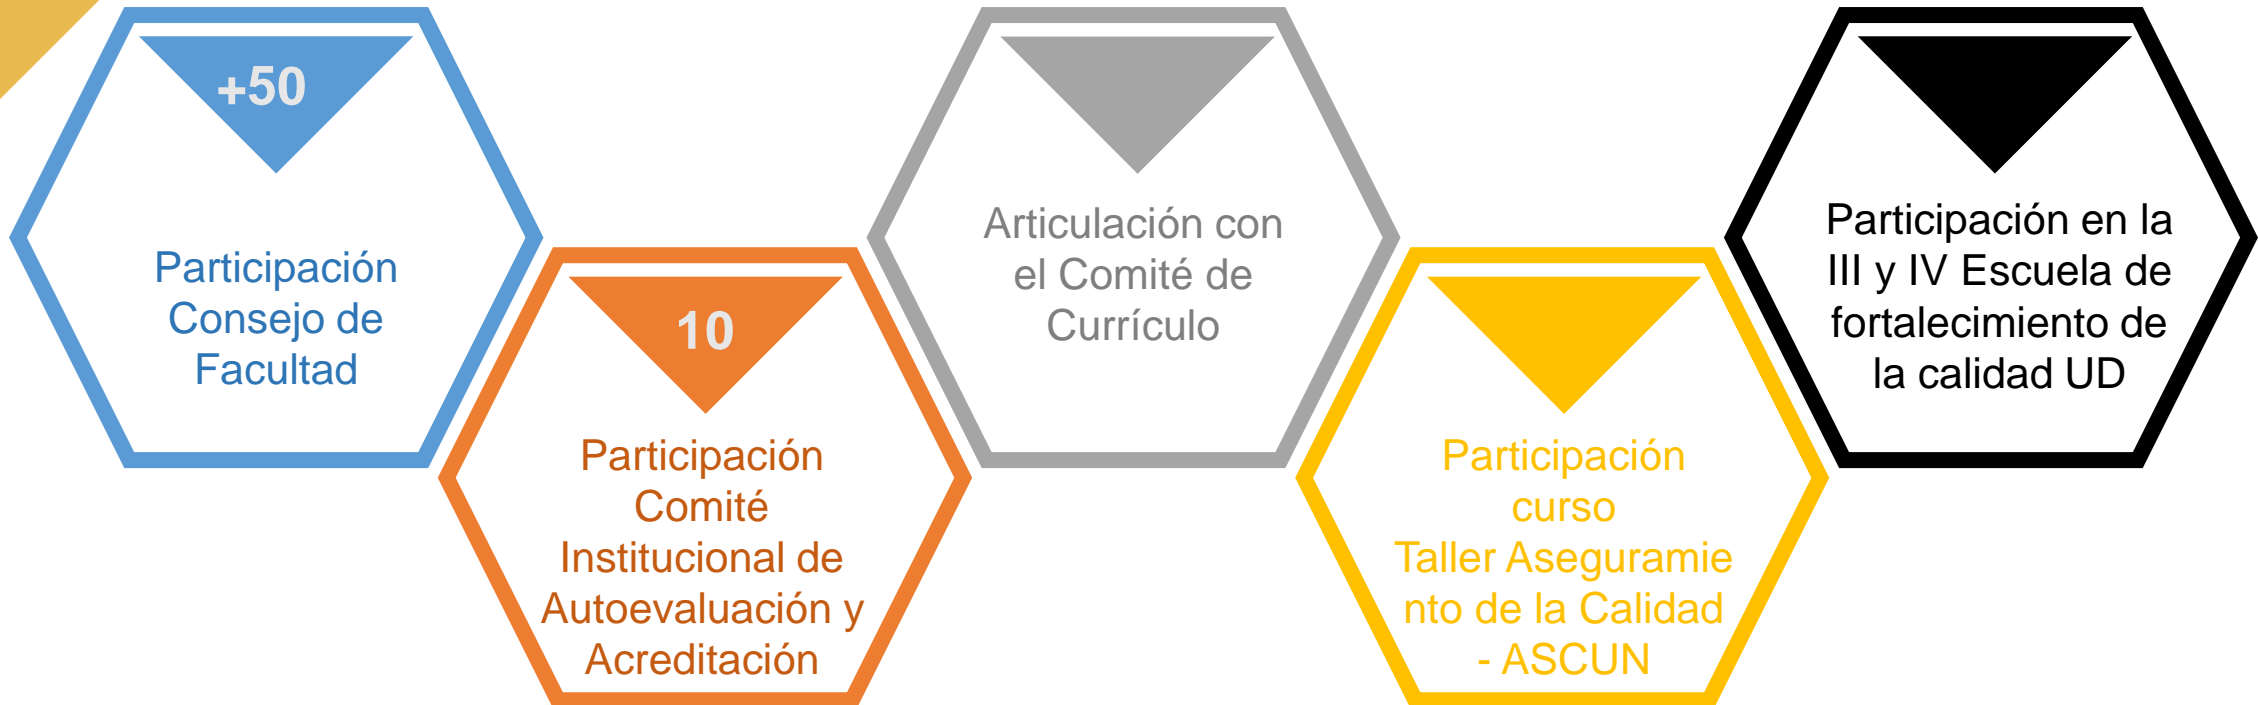 +50
Participación
Consejo de
Facultad
10
Participación
Comité
Institucional de
Autoevaluación y
Acreditación
Articulación con
el Comité de
Currículo
Participación
curso
Taller Aseguramie
nto de la Calidad
- ASCUN
Participación en la
III y IV Escuela de
fortalecimiento de
la calidad UD